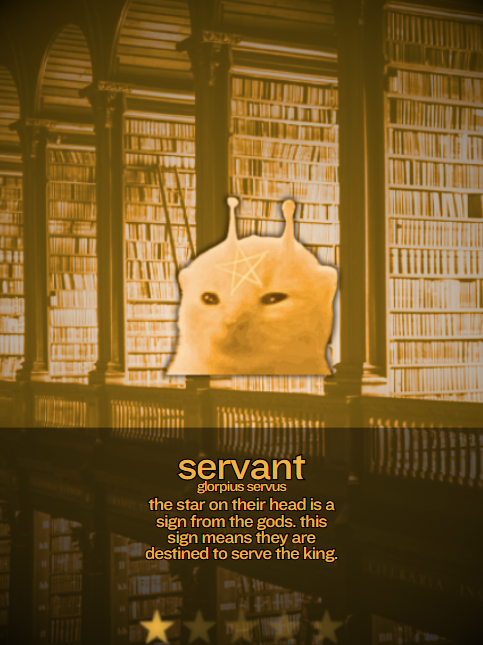 servant
glorpius servus
the star on their head is a
sign from the gods. this
sign means they are
destined to serve the king.